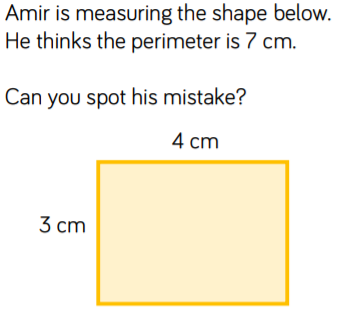 Amir is measuring the shape below.
He thinks the perimeter is 7 cm.
Can you spot his mistake?
4 cm
3 cm